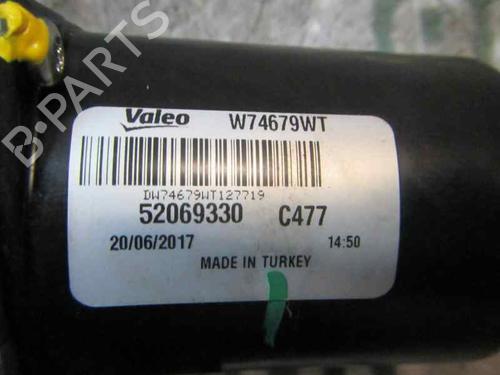 Valeo W74679WT
DW74679WT127719
52069330 C477
20/06/2017 14:50
MADE IN TURKEY
B-PARTS